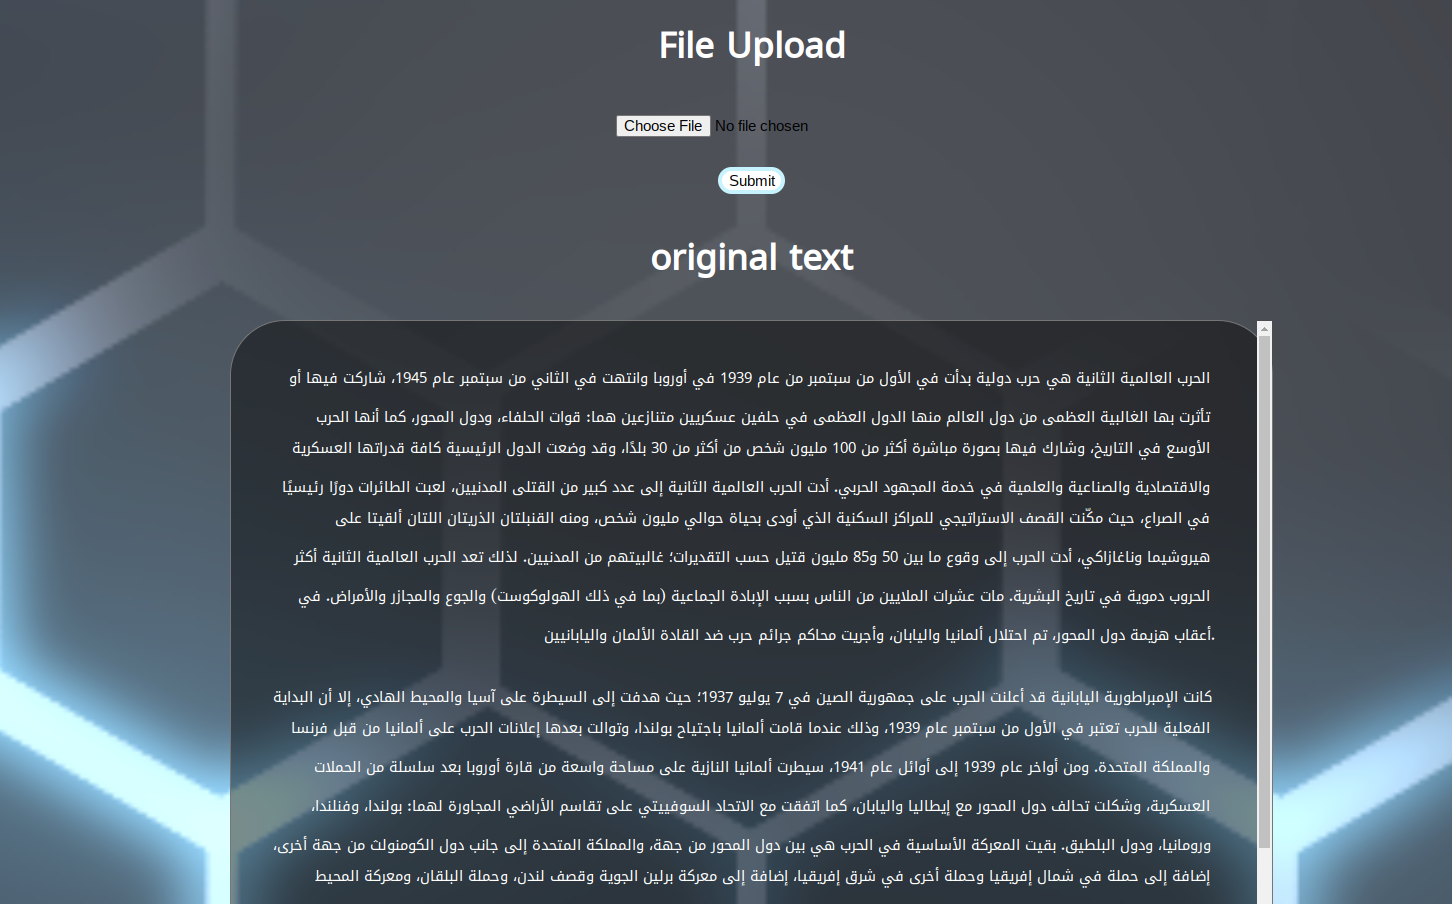 File Upload
Choose File No file chosen
Submit
original text
الحرب العالمية الثانية هي حرب دولية بدأت في الأول من سبتمبر من عام 1939 في أوروبا وانتهت في الثاني من سبتمبر عام 1945، شاركت فيها أو
تأثرت بها الغالبية العظمى من دول العالم منها الدول العظمى في حلفين عسكريين متنازعين هما: قوات الحلفاء، ودول المحور، كما أنها الحرب
الأوسع في التاريخ، وشارك فيها بصورة مباشرة أكثر من 100 مليون شخص من أكثر من 30 بلدًا، وقد وضعت الدول الرئيسية كافة قدراتها العسكرية
والاقتصادية والصناعية والعلمية في خدمة المجهود الحربي. أدت الحرب العالمية الثانية إلى عدد كبير من القتلى المدنيين، لعبت الطائرات دورًا رئيسيًا
في الصراع، حيث مكّنت القصف الاستراتيجي للمراكز السكنية الذي أودى بحياة حوالي مليون شخص، ومنه القنبلتان الذريتان اللتان ألقيتا على
هيروشيما وناغازاكي، أدت الحرب إلى وقوع ما بين 50 و85 مليون قتيل حسب التقديرات؛ غالبيتهم من المدنيين. لذلك تعد الحرب العالمية الثانية أكثر
الحروب دموية في تاريخ البشرية. مات عشرات الملايين من الناس بسبب الإبادة الجماعية (بما في ذلك الهولوكوست) والجوع والمجازر والأمراض. في
.أعقاب هزيمة دول المحور، تم احتلال ألمانيا واليابان، وأجريت محاكم جرائم حرب ضد القادة الألمان واليابانيين
كانت الإمبراطورية اليابانية قد أعلنت الحرب على جمهورية الصين في 7 يوليو 1937؛ حيث هدفت إلى السيطرة على آسيا والمحيط الهادي، إلا أن البداية
الفعلية للحرب تعتبر في الأول من سبتمبر عام 1939، وذلك عندما قامت ألمانيا باجتياح بولندا، وتوالت بعدها إعلانات الحرب على ألمانيا من قبل فرنسا
والمملكة المتحدة. ومن أواخر عام 1939 إلى أوائل عام 1941، سيطرت ألمانيا النازية على مساحة واسعة من قارة أوروبا بعد سلسلة من الحملات
العسكرية، وشكلت تحالف دول المحور مع إيطاليا واليابان، كما اتفقت مع الاتحاد السوفييتي على تقاسم الأراضي المجاورة لهما: بولندا، وفنلندا،
ورومانيا، ودول البلطيق. بقيت المعركة الأساسية في الحرب هي بين دول المحور من جهة، والمملكة المتحدة إلى جانب دول الكومنولث من جهة أخرى،
إضافة إلى حملة في شمال إفريقيا وحملة أخرى في شرق إفريقيا، إضافة إلى معركة برلين الجوية وقصف لندن، وحملة البلقان، ومعركة المحيط